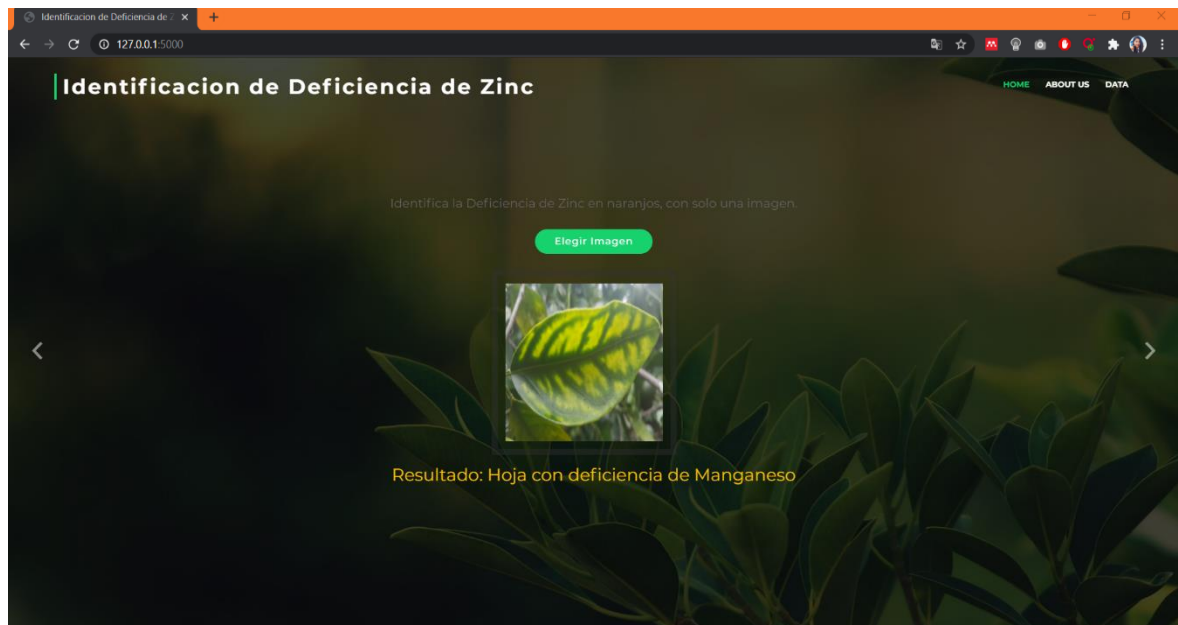 Identificacion de Deficiencia de Z
127.0.0.1:5000
Identificacion de Deficiencia de Zinc
HOME ABOUT US DATA
Identifica la Deficiencia de Zinc en naranjos, con solo una imagen.
Elegir Imagen
Resultado: Hoja con deficiencia de Manganeso